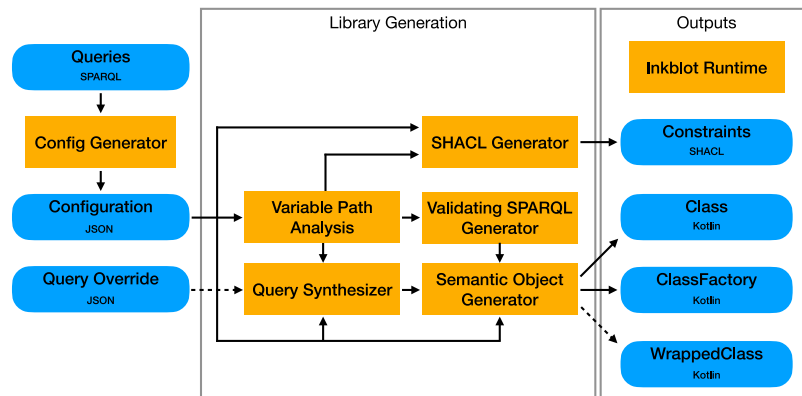 Library Generation
Outputs
Queries
SPARQL
Inkblot Runtime
Config Generator
SHACL Generator
Constraints
SHACL
Configuration
JSON
Variable Path
Analysis
Validating SPARQL
Generator
Class
Kotlin
Query Override
JSON
Query Synthesizer
Semantic Object
Generator
ClassFactory
Kotlin
WrappedClass
Kotlin